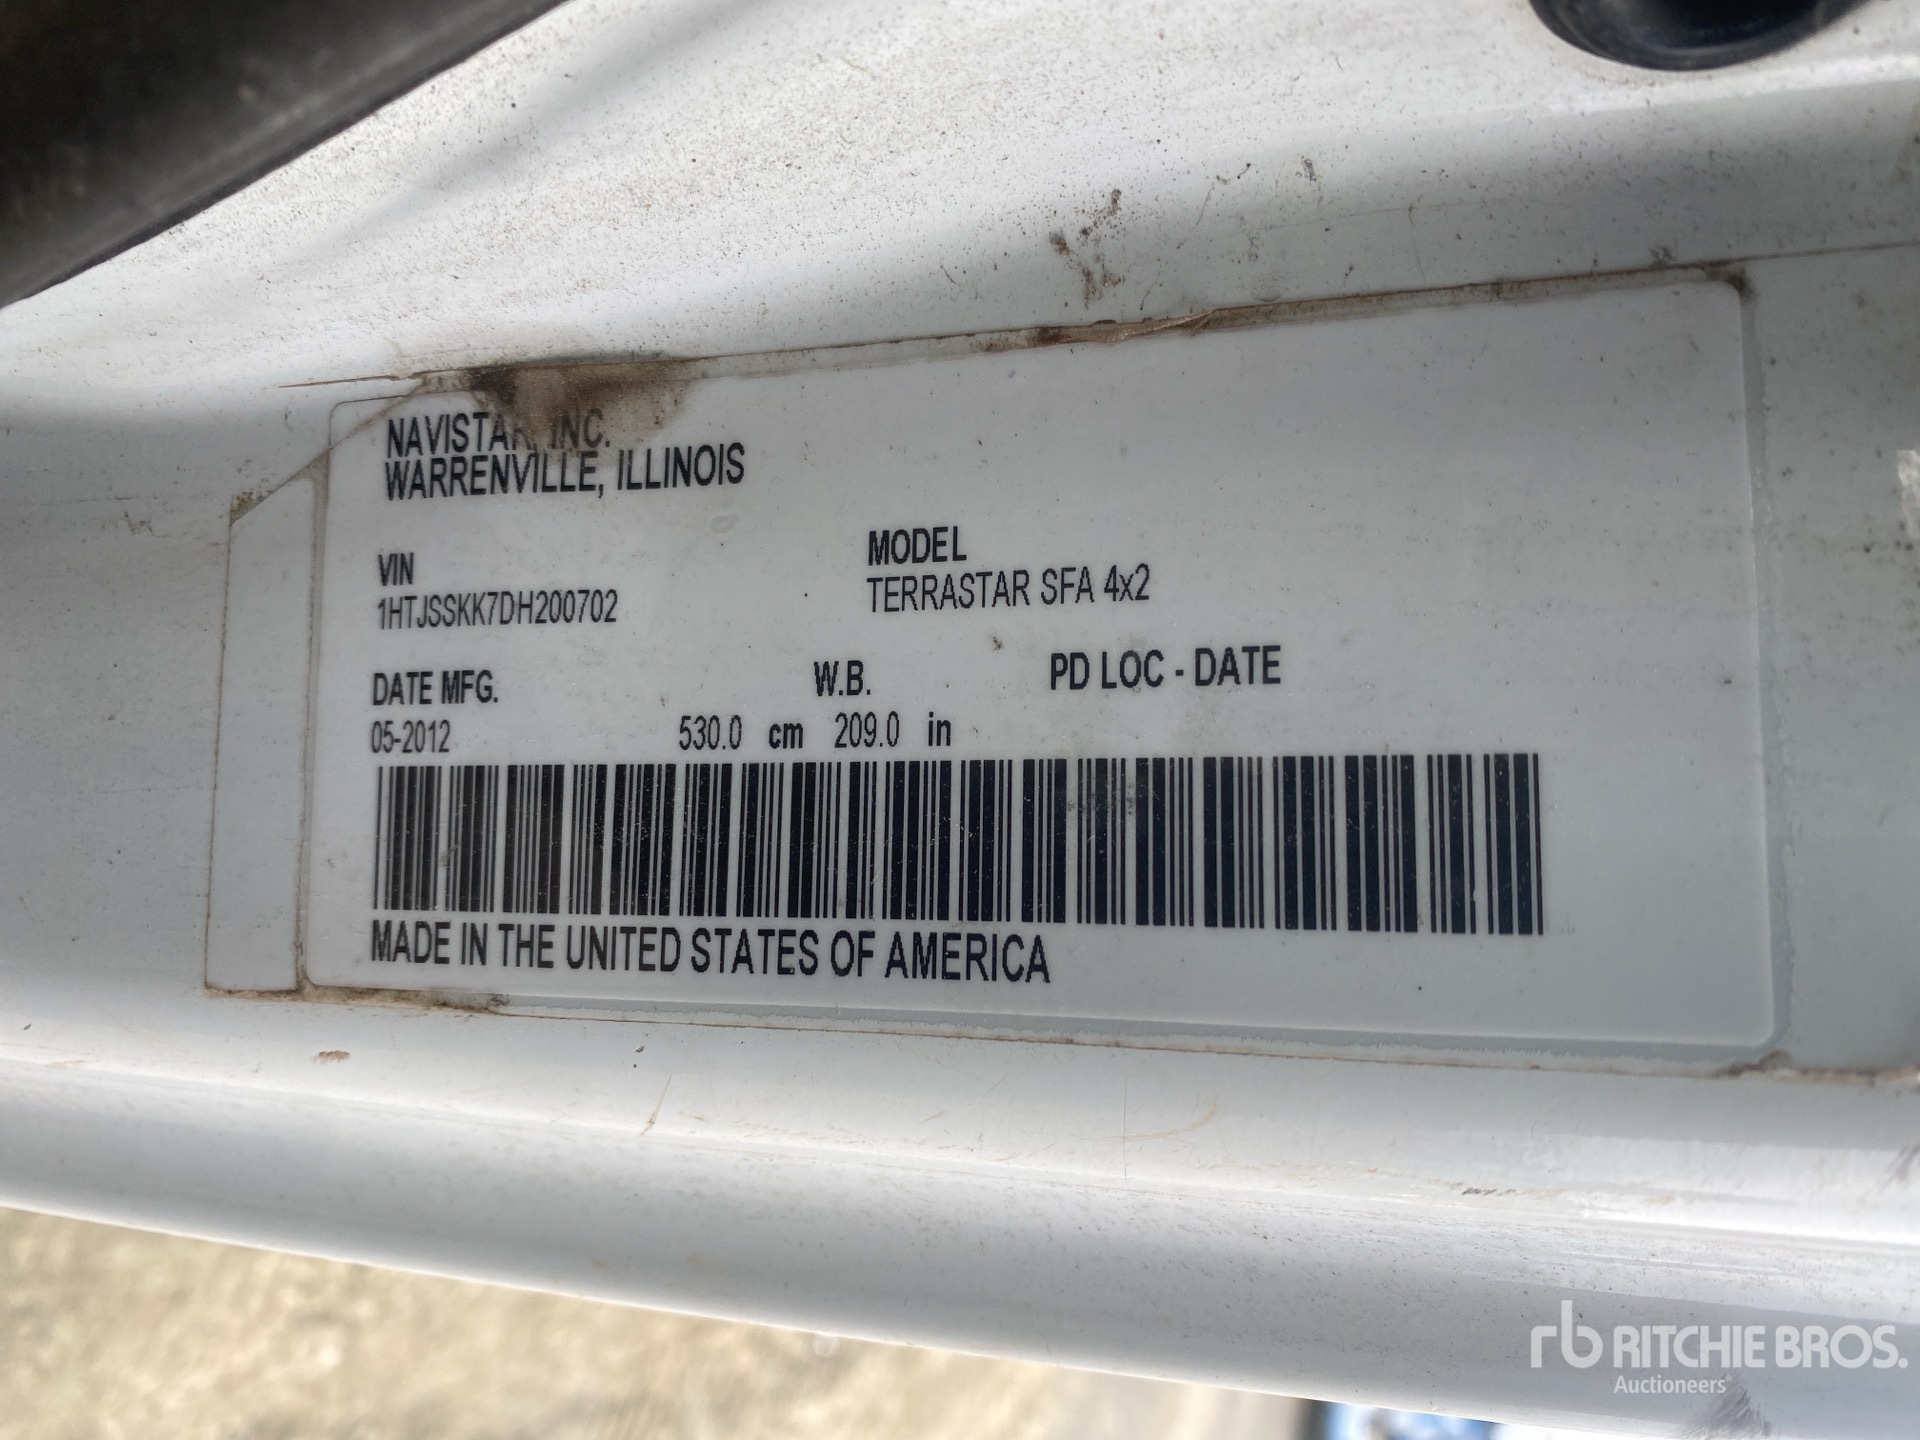 NAVISTAR, INC.
WARRENVILLE, ILLINOIS
VIN
1HTJSSKK7DH200702
MODEL
TERRASTAR SFA 4x2
DATE MFG.
05-2012
W.B.
530.0 cm 209.0 in
PD LOC - DATE
MADE IN THE UNITED STATES OF AMERICA
rb RITCHIE BROS.
Auctioneers